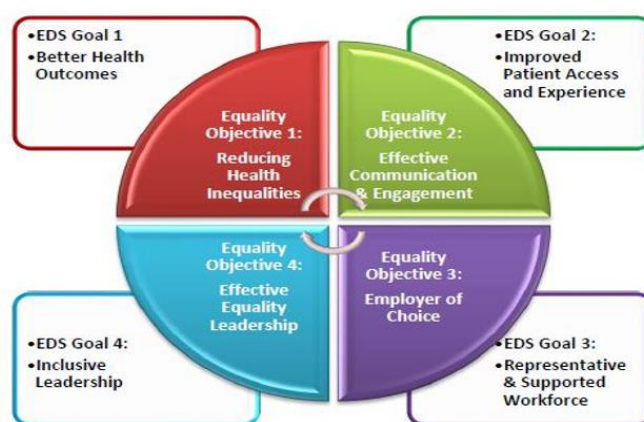 •EDS Goal 1
•Better Health
Outcomes
•EDS Goal 2:
•Improved
Patient Access
and Experience
Equality
Objective 1:
Reducing
Health
Inequalities
Equality
Objective 2:
Effective
Communication
& Engagement
Equality
Objective 4:
Effective
Equality
Leadership
Equality
Objective 3:
Employer of
Choice
•EDS Goal 4:
•Inclusive
Leadership
•EDS Goal 3:
•Representative
& Supported
Workforce